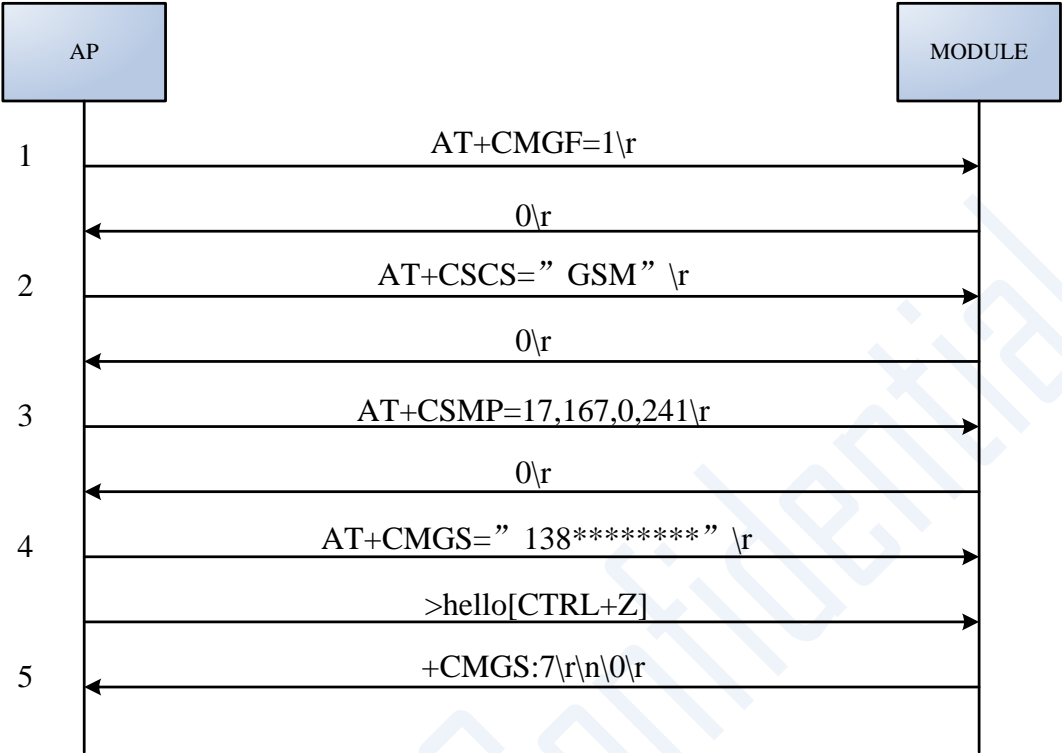 AP
MODULE
1
AT+CMGF=1\r
0\r
2
AT+CSCS=”GSM”\r
0\r
3
AT+CSMP=17,167,0,241\r
0\r
4
AT+CMGS=”138********”\r
>hello[CTRL+Z]
5
+CMGS:7\r\n\0\r
Confidential